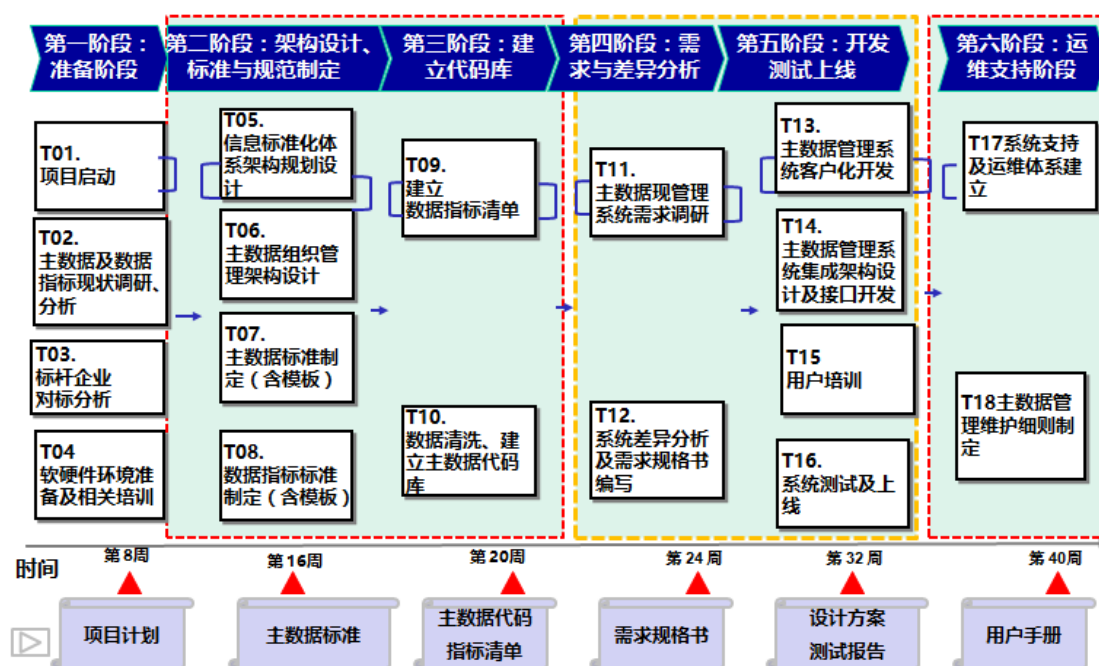 第一阶段：
准备阶段
第二阶段：架构设计、
标准与规范制定
第三阶段：建
立代码库
第四阶段：需
求与差异分析
第五阶段：开发
测试上线
第六阶段：运
维支持阶段
T01.
项目启动
T02.
主数据及数据
指标现状调研、
分析
T03.
标杆企业
对标分析
T04
软硬件环境准
备及相关培训
T05.
信息标准化体
系架构规划设
计
T06.
主数据组织管
理架构设计
T07.
主数据标准制
定（含模板）
T08.
数据指标标准
制定（含模板）
T09.
建立
数据指标清单
T10.
数据清洗、建
立主数据代码
库
T11.
主数据现管理
系统需求调研
T12.
系统差异分析
及需求规格书
编写
T13.
主数据管理系
统客户化开发
T14.
主数据管理系
统集成架构设
计及接口开发
T15
用户培训
T16.
系统测试及上
线
T17系统支持
及运维体系建
立
T18主数据管
理维护细则制
定
时间
第8周
第16周
第20周
第24周
第32周
第40周
项目计划
主数据标准
主数据代码
指标清单
需求规格书
设计方案
测试报告
用户手册